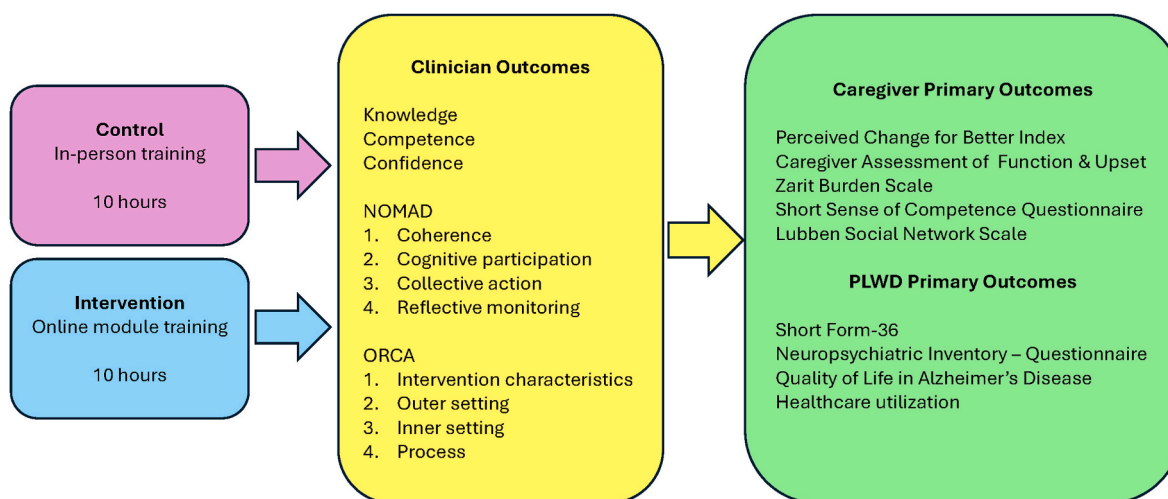 Control
In-person training
10 hours
Intervention
Online module training
10 hours
Clinician Outcomes
Knowledge
Competence
Confidence
NOMAD
1. Coherence
2. Cognitive participation
3. Collective action
4. Reflective monitoring
ORCA
1. Intervention characteristics
2. Outer setting
3. Inner setting
4. Process
Caregiver Primary Outcomes
Perceived Change for Better Index
Caregiver Assessment of Function & Upset
Zarit Burden Scale
Short Sense of Competence Questionnaire
Lubben Social Network Scale
PLWD Primary Outcomes
Short Form-36
Neuropsychiatric Inventory – Questionnaire
Quality of Life in Alzheimer’s Disease
Healthcare utilization